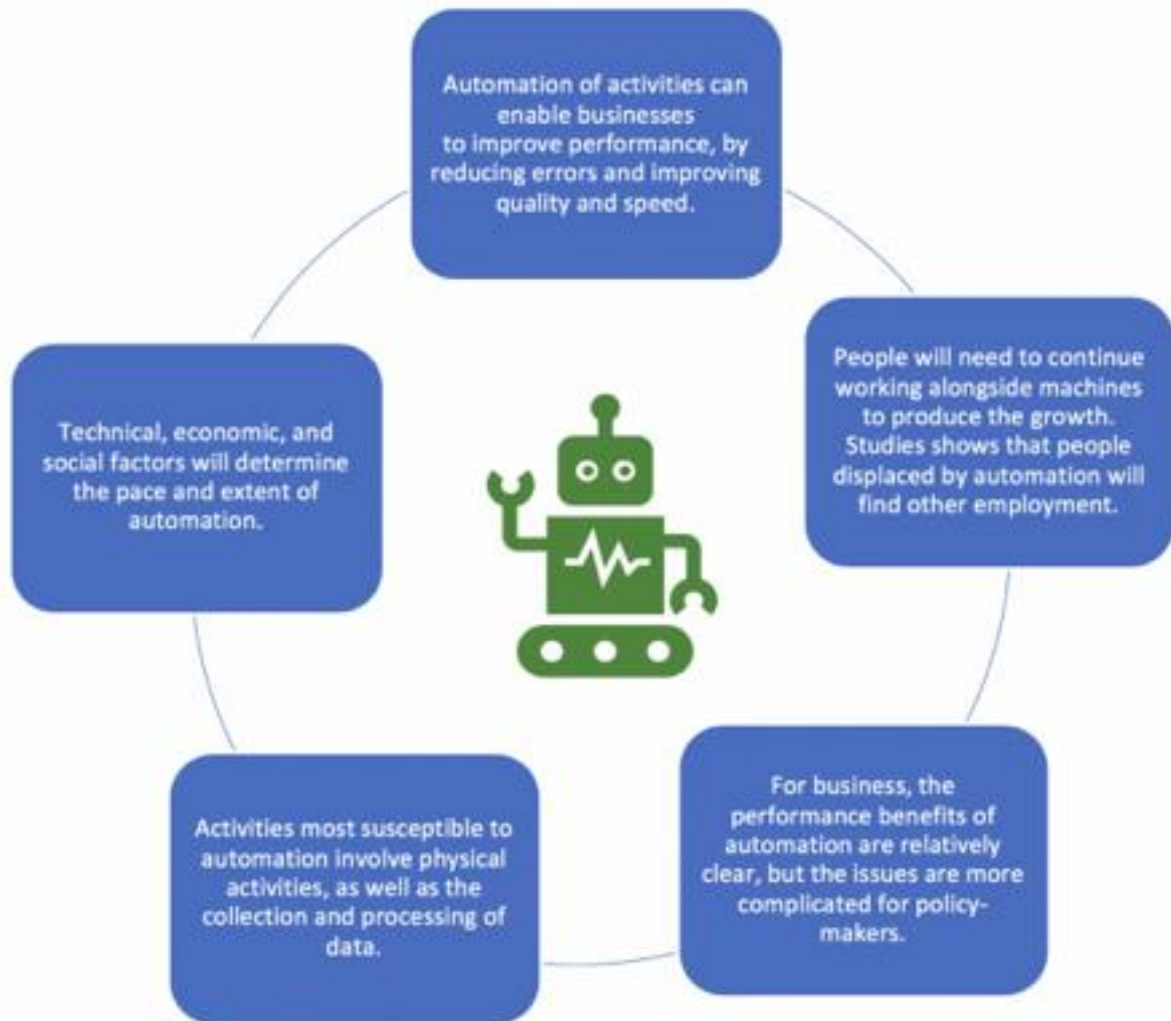 Automation of activities can
enable businesses
to improve performance, by
reducing errors and improving
quality and speed.
People will need to continue
working alongside machines
to produce the growth.
Studies shows that people
displaced by automation will
find other employment.
For business, the
performance benefits of
automation are relatively
clear, but the issues are more
complicated for policy-
makers.
Activities most susceptible to
automation involve physical
activities, as well as the
collection and processing of
data.
Technical, economic, and
social factors will determine
the pace and extent of
automation.